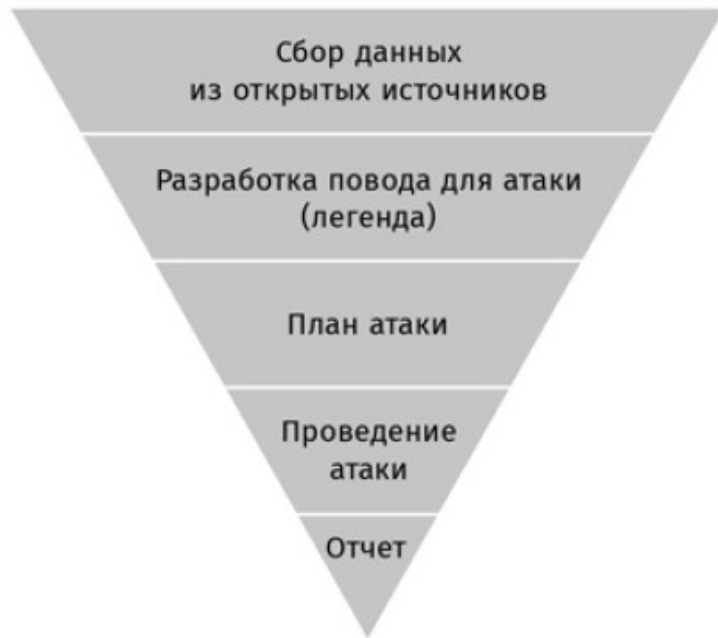 Сбор данных
из открытых источников
Разработка повода для атаки
(легенда)
План атаки
Проведение
атаки
Отчет